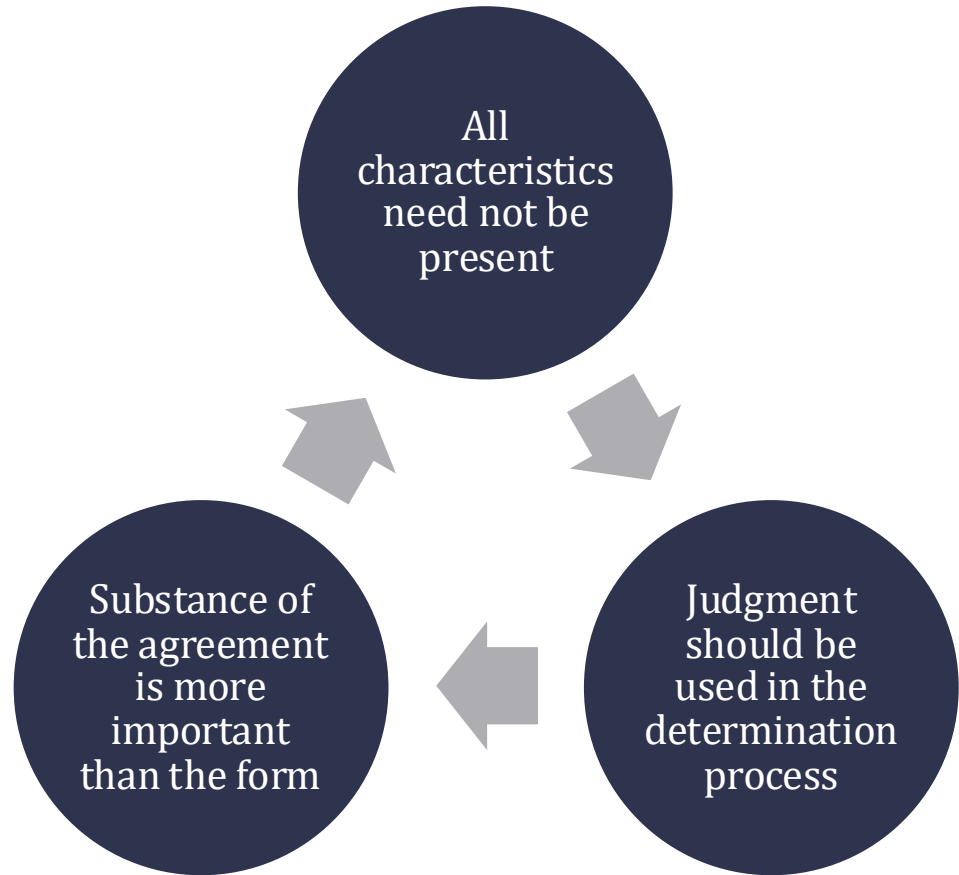 All
characteristics
need not be
present
Judgment
should be
used in the
determination
process
Substance of
the agreement
is more
important
than the form